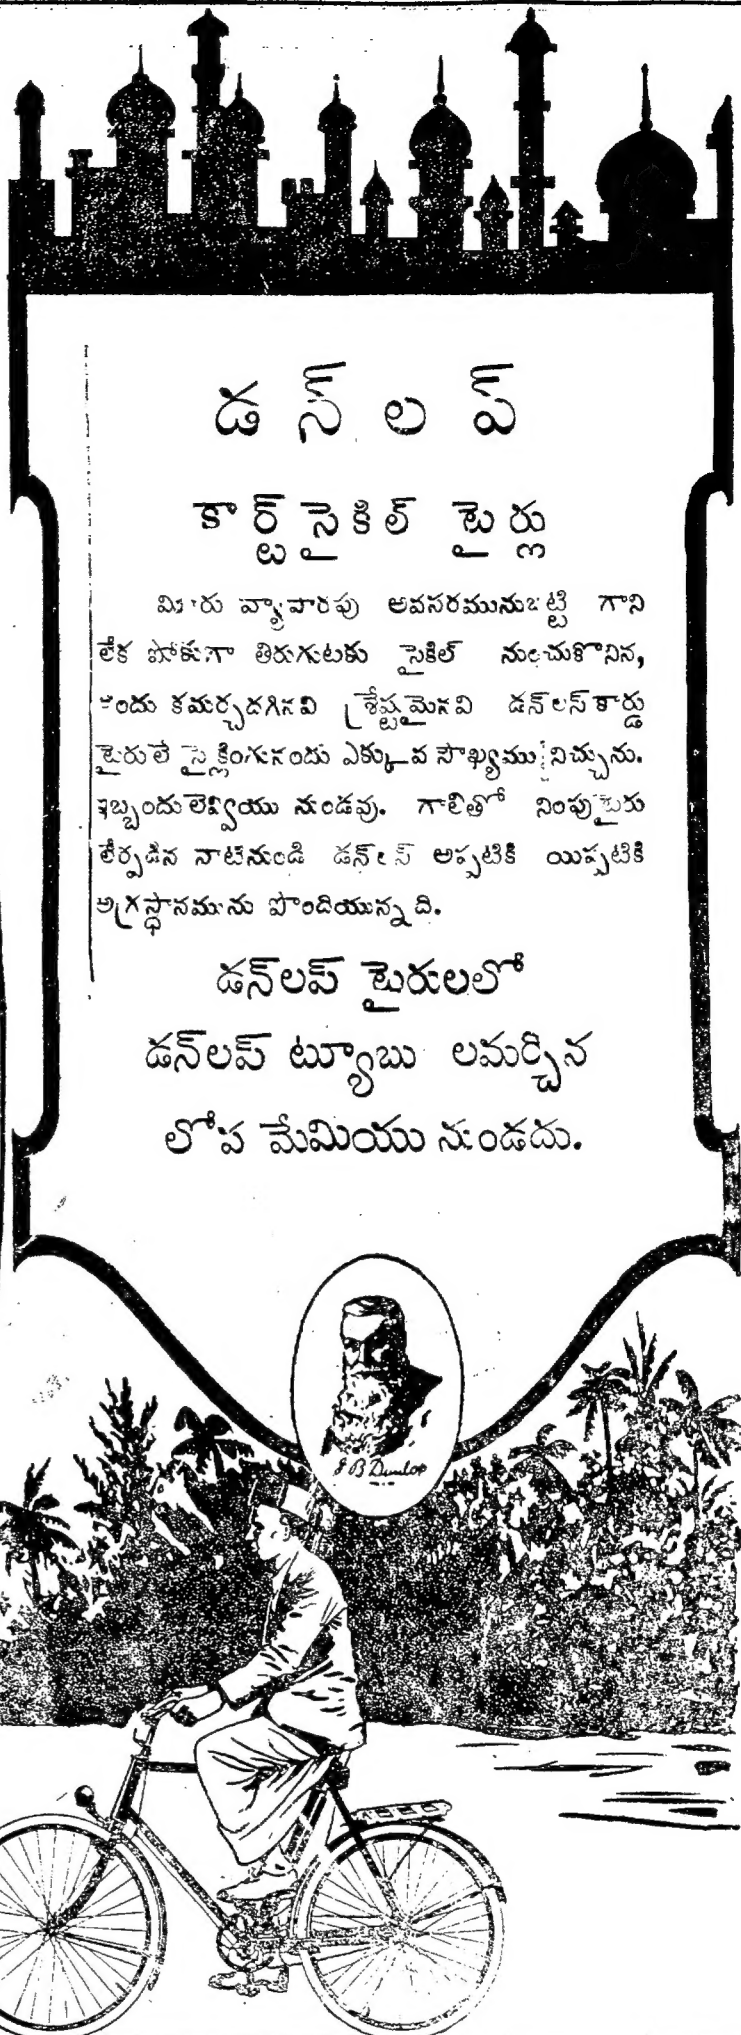 డన్‌లప్
కార్ట్ సైకిల్ టైర్లు
మీరు వ్యాపారపు అవసరమునుబట్టి గాని
లేక పోకుగా తిరుగుటకు సైకిల్ నుంచుకొనిన,
అందు కమర్చదగినవి శ్రేష్టమైనవి డన్‌లప్ కార్డు
టైరులే సైక్లింగునందు ఎక్కువ సౌఖ్యము నిచ్చును.
ఇబ్బందు లెవ్వియు నుండవు. గాలితో నింపు టైరు
లేర్పడిన నాటినుండి డన్‌లప్ అప్పటికి యిప్పటికి
అగ్రస్థానమును పొందియున్నది.
డన్‌లప్ టైరులలో
డన్‌లప్ ట్యూబు లమర్చిన
లోప మేమియు నుండదు.
J B Dunlop